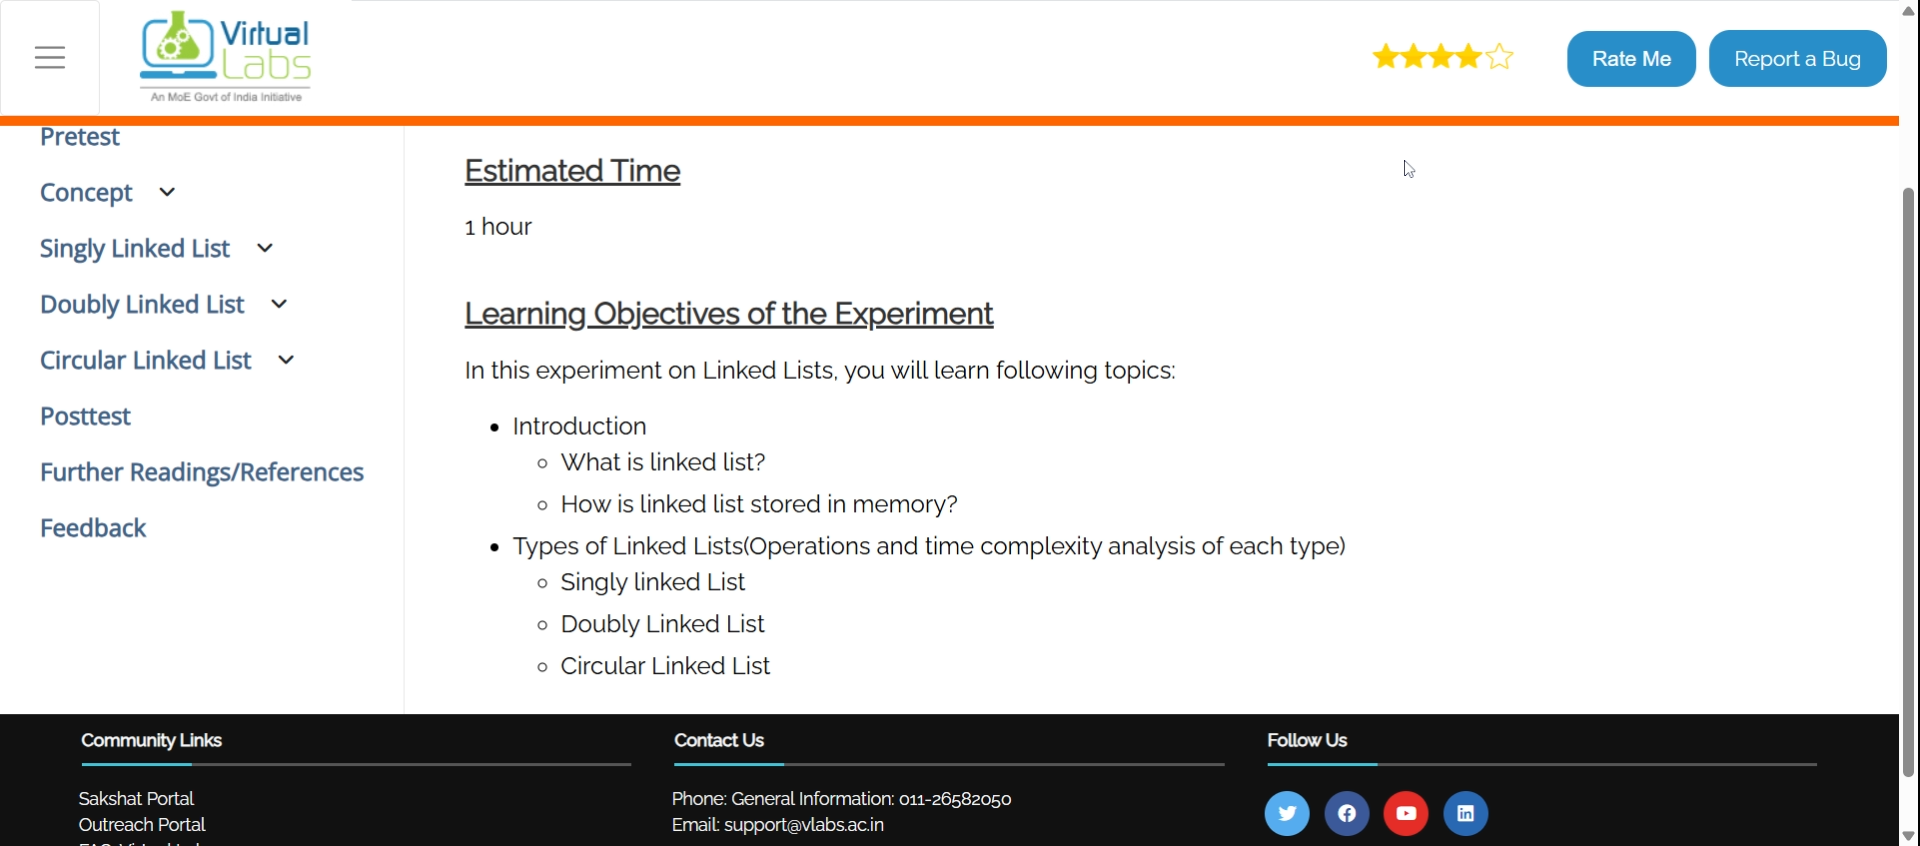 Virtual
Labs
An MoE Govt of India Initiative
Rate Me
Report a Bug
Pretest
Concept
Singly Linked List
Doubly Linked List
Circular Linked List
Posttest
Further Readings/References
Feedback
Estimated Time
1 hour
Learning Objectives of the Experiment
In this experiment on Linked Lists, you will learn following topics:
Introduction
What is linked list?
How is linked list stored in memory?
Types of Linked Lists(Operations and time complexity analysis of each type)
Singly linked List
Doubly Linked List
Circular Linked List
Community Links
Sakshat Portal
Outreach Portal
Contact Us
Phone: General Information: 011-26582050
Email: support@vlabs.ac.in
Follow Us